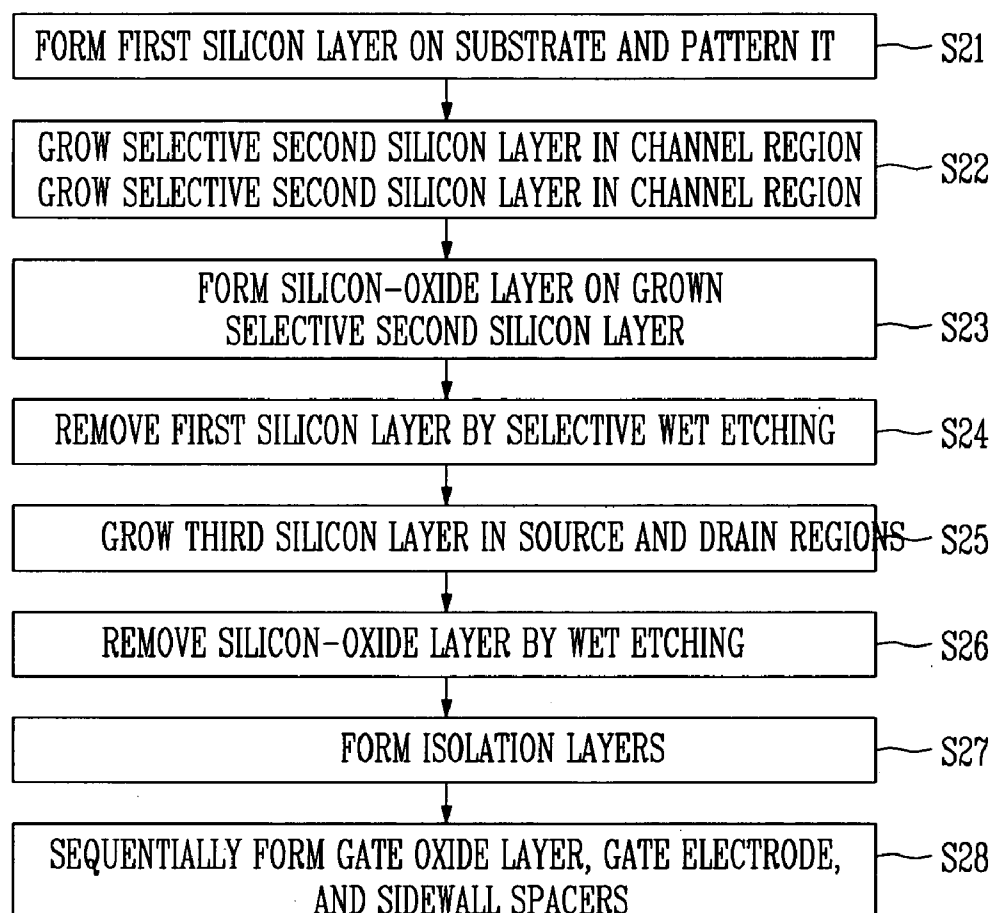 FORM FIRST SILICON LAYER ON SUBSTRATE AND PATTERN IT
S21
GROW SELECTIVE SECOND SILICON LAYER IN CHANNEL REGION
GROW SELECTIVE SECOND SILICON LAYER IN CHANNEL REGION
S22
FORM SILICON-OXIDE LAYER ON GROWN
SELECTIVE SECOND SILICON LAYER
S23
REMOVE FIRST SILICON LAYER BY SELECTIVE WET ETCHING
S24
GROW THIRD SILICON LAYER IN SOURCE AND DRAIN REGIONS
S25
REMOVE SILICON-OXIDE LAYER BY WET ETCHING
S26
FORM ISOLATION LAYERS
S27
SEQUENTIALLY FORM GATE OXIDE LAYER, GATE ELECTRODE,
AND SIDEWALL SPACERS
S28